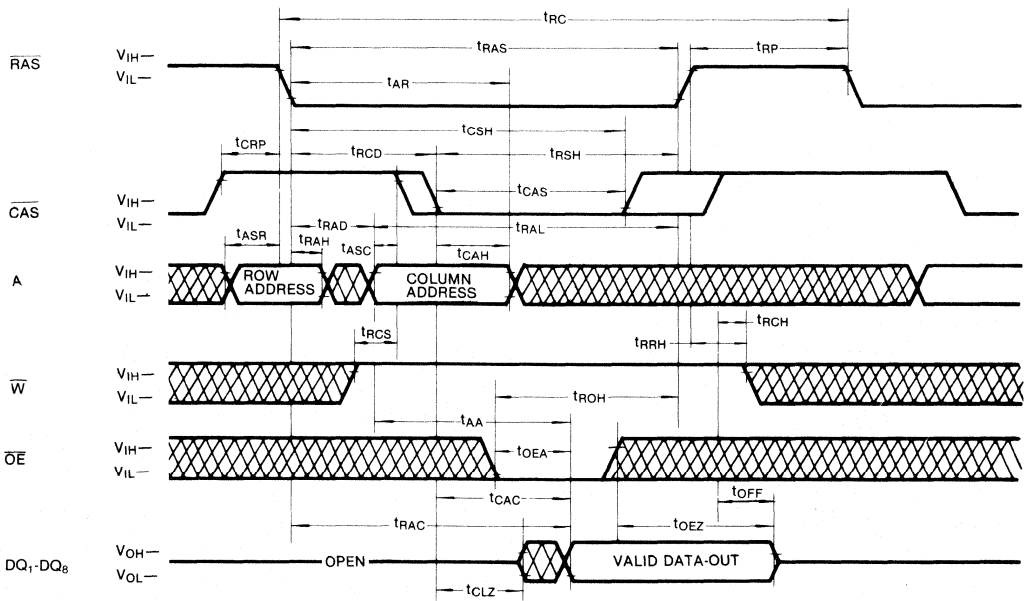 tRC
RAS
VIH
VIL
tRAS
tRP
tAR
tCSH
tCRP
tRCD
tRSH
CAS
VIH
VIL
tCAS
tRAD
tRAL
tASR
tRAH
tASC
tCAH
A
VIH
VIL
ROW
ADDRESS
COLUMN
ADDRESS
tRCS
tRCH
tRRH
W
VIH
VIL
tROH
tAA
OE
VIH
VIL
tOEA
tCAC
tOFF
tRAC
tOEZ
DQ1-DQ8
VOH
VOL
OPEN
VALID DATA-OUT
tCLZ